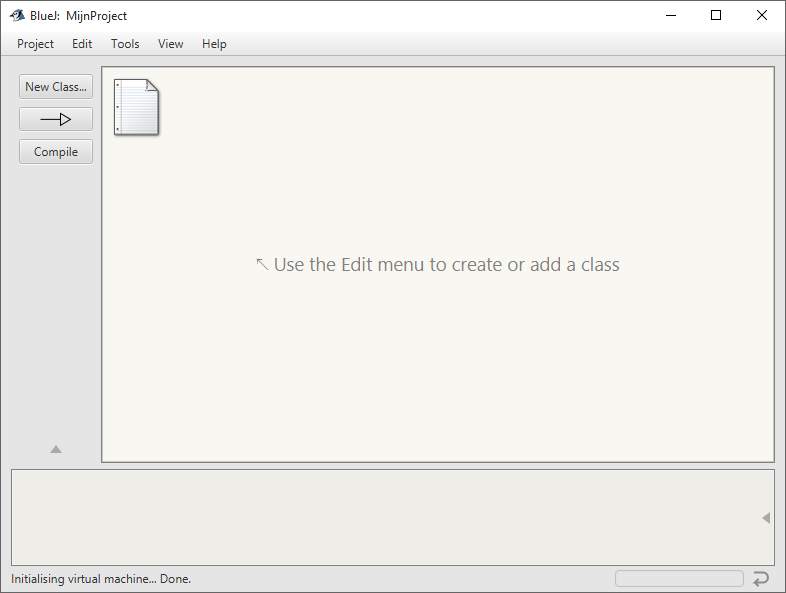 BlueJ: MijnProject
Project Edit Tools View Help
New Class...
Compile
Use the Edit menu to create or add a class
Initialising virtual machine... Done.